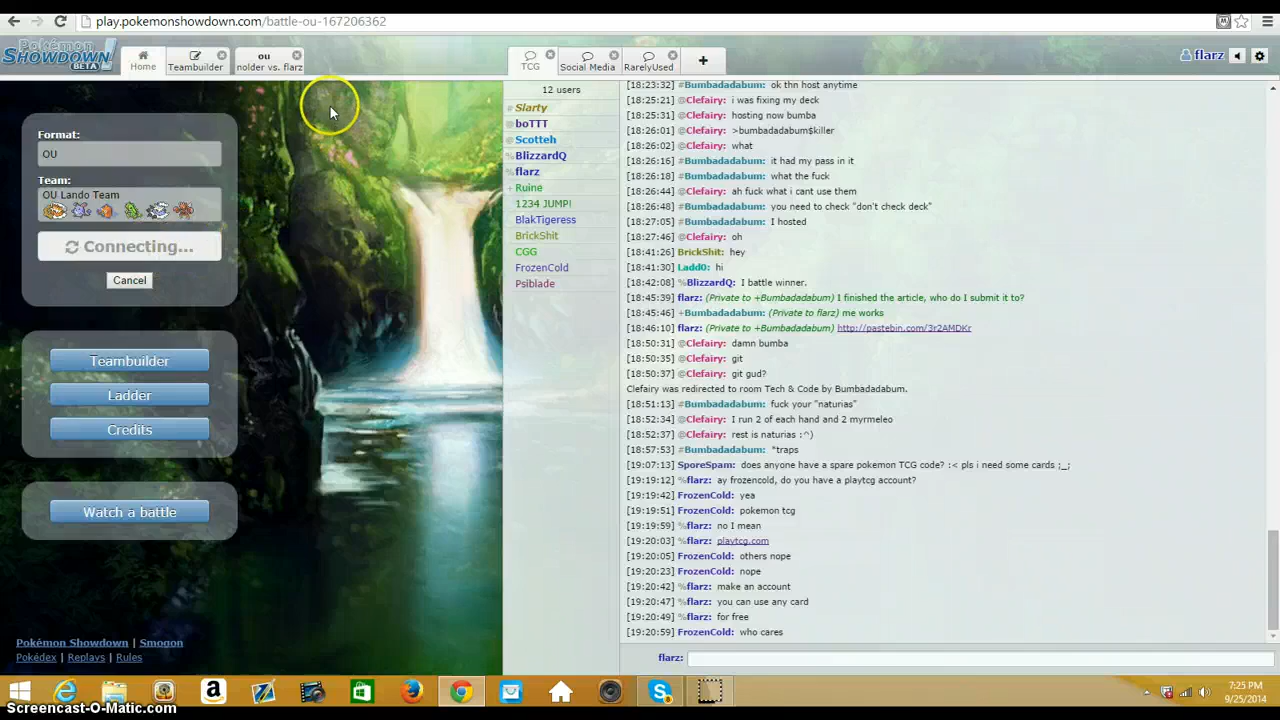 play.pokemonshowdown.com/battle-ou-167206362
Pokémon
SHOWDOWN
BETA
Home
Teambuilder
ou
nolder vs. flarz
TCG
Social Media
RarelyUsed
+
flarz
Format:
OU
Team:
OU Lando Team
Connecting...
Cancel
Teambuilder
Ladder
Credits
Watch a battle
Pokémon Showdown | Smogon
Pokédex | Replays | Rules
12 users
Slarty
boTTT
@Scotteh
%BlizzardQ
%flarz
+Ruine
1234 JUMP!
BlakTigeress
BrickShit
CGG
FrozenCold
Psiblade
[18:23:32] #Bumbadadabum: ok thn host anytime
[18:25:21] @Clefairy: i was fixing my deck
[18:25:31] @Clefairy: hosting now bumba
[18:26:01] @Clefairy: >bumbadadabum$killer
[18:26:02] @Clefairy: what
[18:26:16] #Bumbadadabum: it had my pass in it
[18:26:18] #Bumbadadabum: what the fuck
[18:26:44] @Clefairy: ah fuck what i cant use them
[18:26:48] #Bumbadadabum: you need to check "don't check deck"
[18:27:05] #Bumbadadabum: I hosted
[18:27:46] @Clefairy: oh
[18:41:26] BrickShit: hey
[18:41:30] Ladd0: hi
[18:42:08] %BlizzardQ: I battle winner.
[18:45:39] flarz: (Private to +Bumbadadabum) I finished the article, who do I submit it to?
[18:45:46] +Bumbadadabum: (Private to flarz) me works
[18:46:10] flarz: (Private to +Bumbadadabum) http://pastebin.com/3r2AMDKr
[18:50:31] @Clefairy: damn bumba
[18:50:35] @Clefairy: git
[18:50:37] @Clefairy: git gud?
Clefairy was redirected to room Tech & Code by Bumbadadabum.
[18:51:13] #Bumbadadabum: fuck your "naturias"
[18:52:34] @Clefairy: I run 2 of each hand and 2 myrmeleo
[18:52:37] @Clefairy: rest is naturias :^)
[18:57:53] #Bumbadadabum: *traps
[19:07:13] SporeSpam: does anyone have a spare pokemon TCG code? :< pls i need some cards ;_;
[19:19:12] %flarz: ay frozencold, do you have a playtcg account?
[19:19:42] FrozenCold: yea
[19:19:51] FrozenCold: pokemon tcg
[19:19:59] %flarz: no I mean
[19:20:03] %flarz: playtcg.com
[19:20:05] FrozenCold: others nope
[19:20:23] FrozenCold: nope
[19:20:42] %flarz: make an account
[19:20:47] %flarz: you can use any card
[19:20:49] %flarz: for free
[19:20:59] FrozenCold: who cares
flarz:
7:25 PM
9/25/2014
Screencast-O-Matic.com